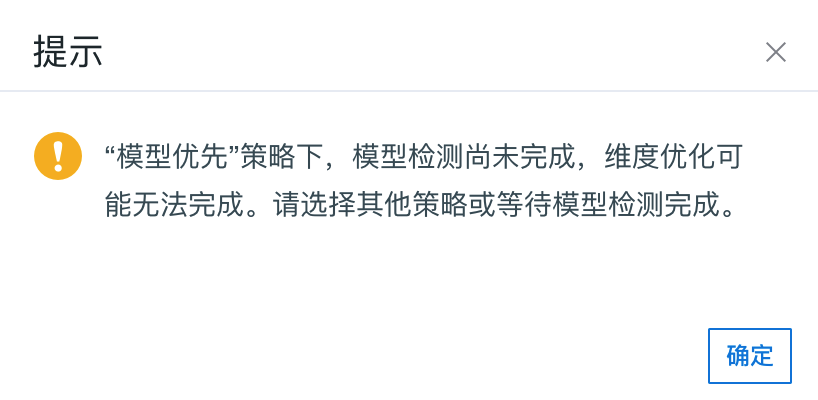 提示
“模型优先”策略下，模型检测尚未完成，维度优化可
能无法完成。请选择其他策略或等待模型检测完成。
确定